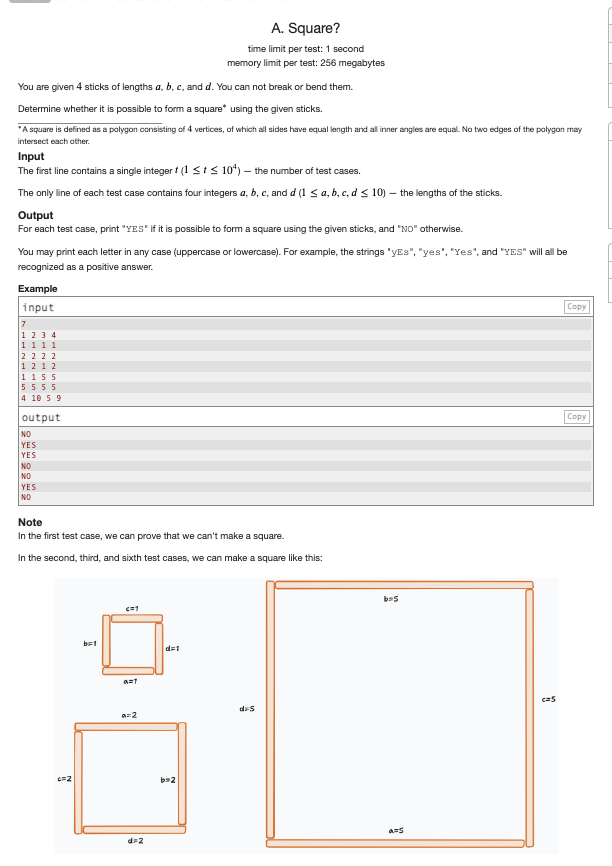 A. Square?
time limit per test: 1 second
memory limit per test: 256 megabytes
You are given 4 sticks of lengths a, b, c, and d. You can not break or bend them.
Determine whether it is possible to form a square* using the given sticks.
*A square is defined as a polygon consisting of 4 vertices, of which all sides have equal length and all inner angles are equal. No two edges of the polygon may
intersect each other.
Input
The first line contains a single integer t (1 ≤ t ≤ 10⁴) — the number of test cases.
The only line of each test case contains four integers a, b, c, and d (1 ≤ a, b, c, d ≤ 10) — the lengths of the sticks.
Output
For each test case, print "YES" if it is possible to form a square using the given sticks, and "NO" otherwise.
You may print each letter in any case (uppercase or lowercase). For example, the strings "yEs", "yes", "Yes", and "YES" will all be
recognized as a positive answer.
Example
input Copy
7
1 2 3 4
1 1 1 1
2 2 2 2
1 2 1 2
1 1 5 5
5 5 5 5
4 10 5 9
output Copy
NO
YES
YES
NO
NO
YES
NO
Note
In the first test case, we can prove that we can't make a square.
In the second, third, and sixth test cases, we can make a square like this:
c=1
b=1
d=1
a=1
a=2
c=2
b=2
d=2
b=5
d=5
c=5
a=5